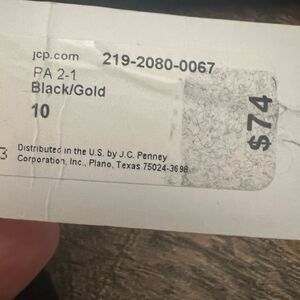 jcp.com 219-2080-0067
PA 2-1
Black/Gold
10
$74
3
Distributed in the U.S. by J.C. Penney
Corporation, Inc., Plano, Texas 75024-3698